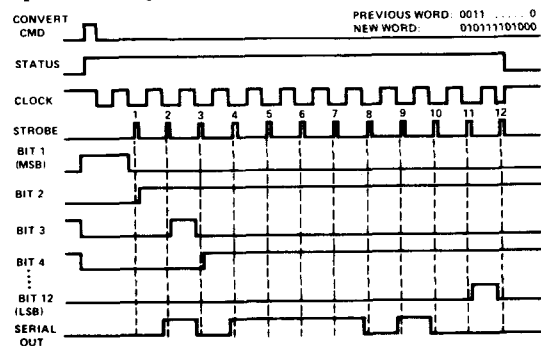 PREVIOUS WORD: 0011 ..... 0
NEW WORD: 010111101000
CONVERT
CMD
STATUS
CLOCK
1 2 3 4 5 6 7 8 9 10 11 12
STROBE
BIT 1
(MSB)
BIT 2
BIT 3
BIT 4
BIT 12
(LSB)
SERIAL
OUT